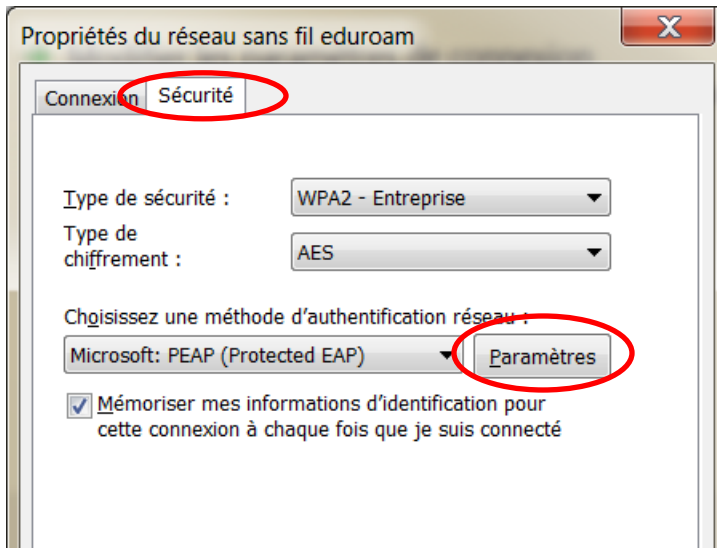 Propriétés du réseau sans fil eduroam
Connexion
Sécurité
Type de sécurité :
WPA2 - Entreprise
Type de
chiffrement :
AES
Choisissez une méthode d'authentification réseau :
Microsoft: PEAP (Protected EAP)
Paramètres
Mémoriser mes informations d'identification pour
cette connexion à chaque fois que je suis connecté